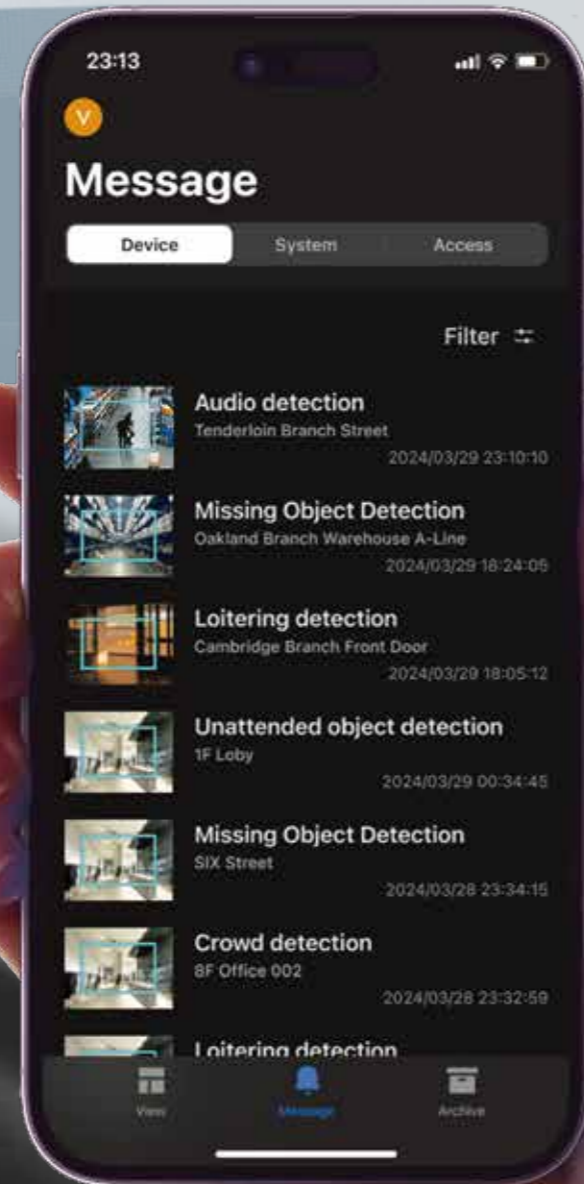 23:13
V
Message
Device System Access
Filter
Audio detection
Tenderloin Branch Street
2024/03/29 23:10:10
Missing Object Detection
Oakland Branch Warehouse A-Line
2024/03/29 18:24:05
Loitering detection
Cambridge Branch Front Door
2024/03/29 18:05:12
Unattended object detection
1F Loby
2024/03/29 00:34:45
Missing Object Detection
SIX Street
2024/03/28 23:34:15
Crowd detection
8F Office 002
2024/03/28 23:32:59
Loitering detection
View Message Archive